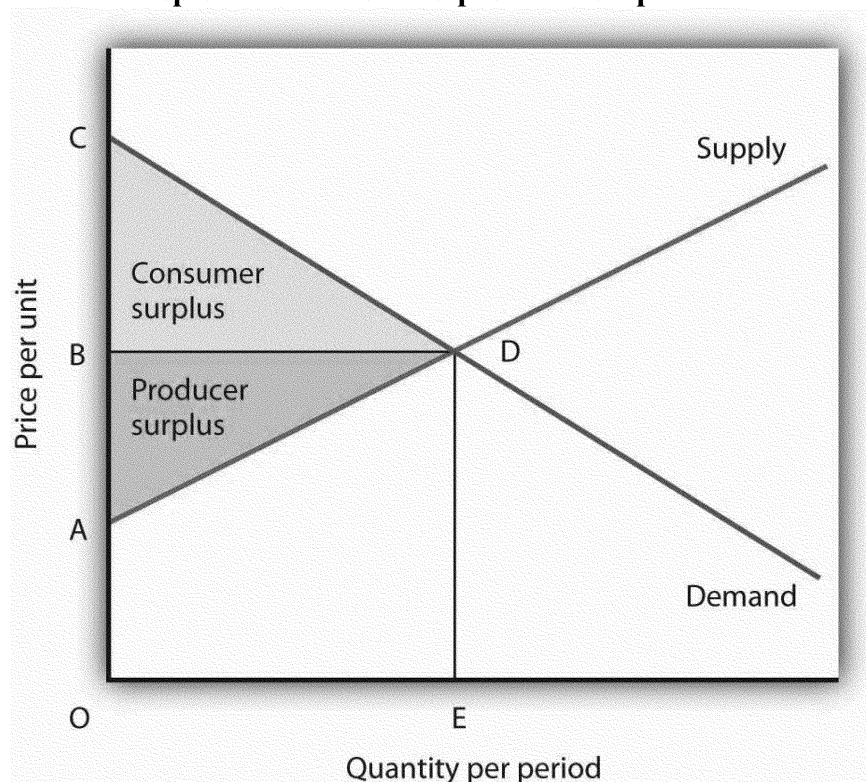 C
Supply
Consumer
surplus
Price per unit
B
D
Producer
surplus
A
Demand
O
E
Quantity per period